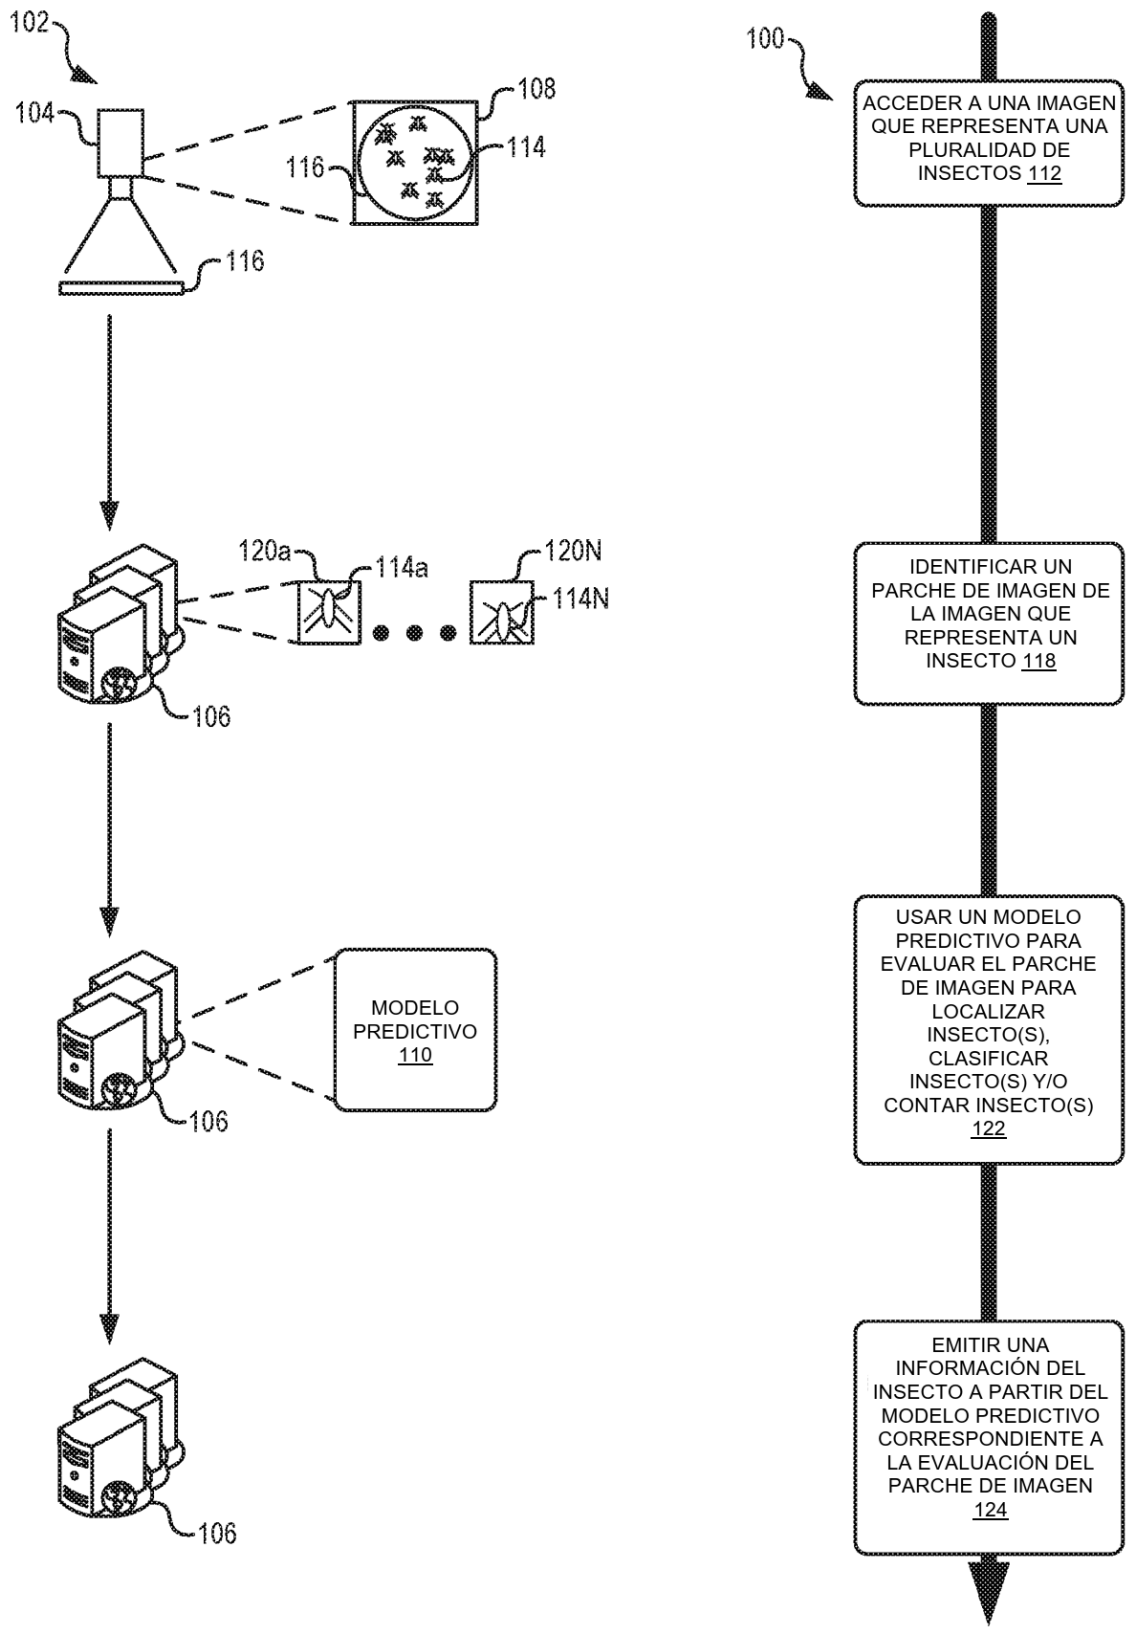 102
104
108
114
116
116
100
ACCEDER A UNA IMAGEN
QUE REPRESENTA UNA
PLURALIDAD DE
INSECTOS 112
120a
114a
120N
114N
106
IDENTIFICAR UN
PARCHE DE IMAGEN DE
LA IMAGEN QUE
REPRESENTA UN
INSECTO 118
MODELO
PREDICTIVO
110
106
USAR UN MODELO
PREDICTIVO PARA
EVALUAR EL PARCHE
DE IMAGEN PARA
LOCALIZAR
INSECTO(S),
CLASIFICAR
INSECTO(S) Y/O
CONTAR INSECTO(S)
122
106
EMITIR UNA
INFORMACIÓN DEL
INSECTO A PARTIR DEL
MODELO PREDICTIVO
CORRESPONDIENTE A
LA EVALUACIÓN DEL
PARCHE DE IMAGEN
124